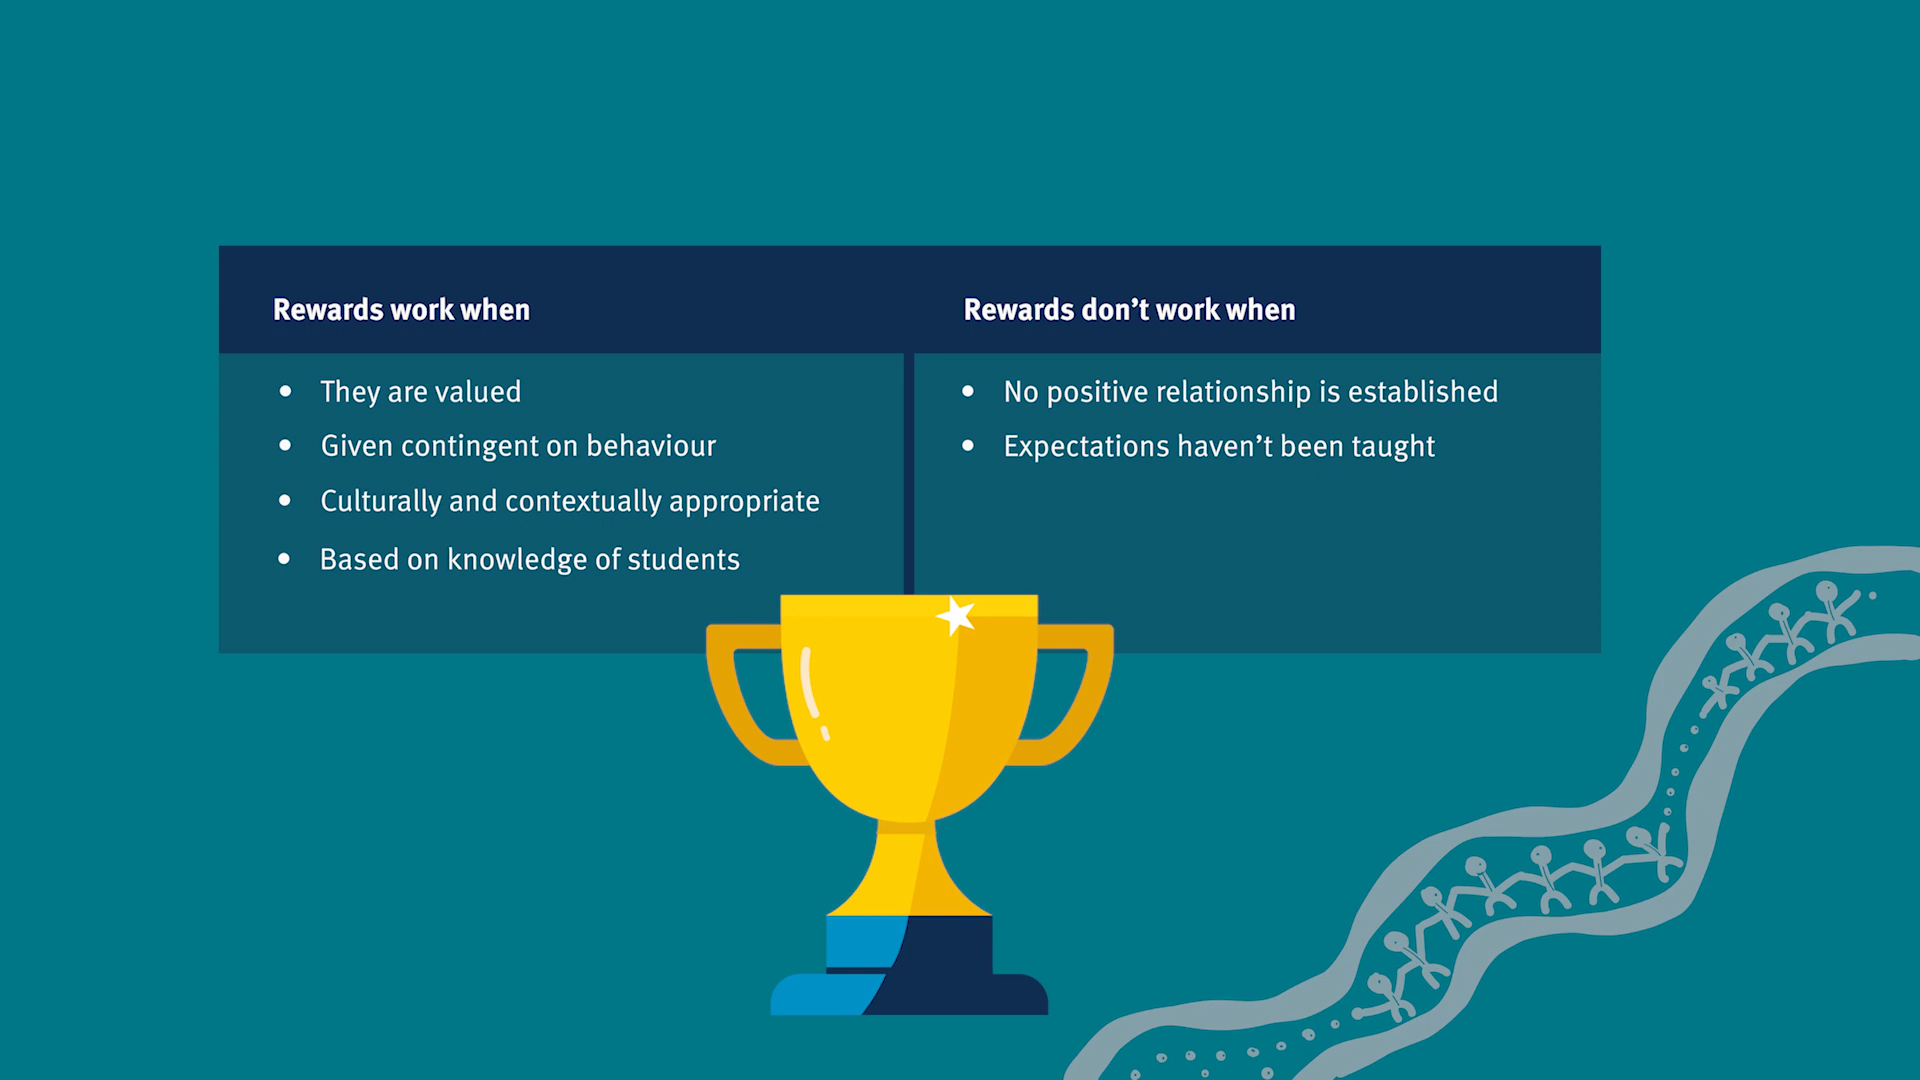 Rewards work when
They are valued
Given contingent on behaviour
Culturally and contextually appropriate
Based on knowledge of students
Rewards don’t work when
No positive relationship is established
Expectations haven’t been taught